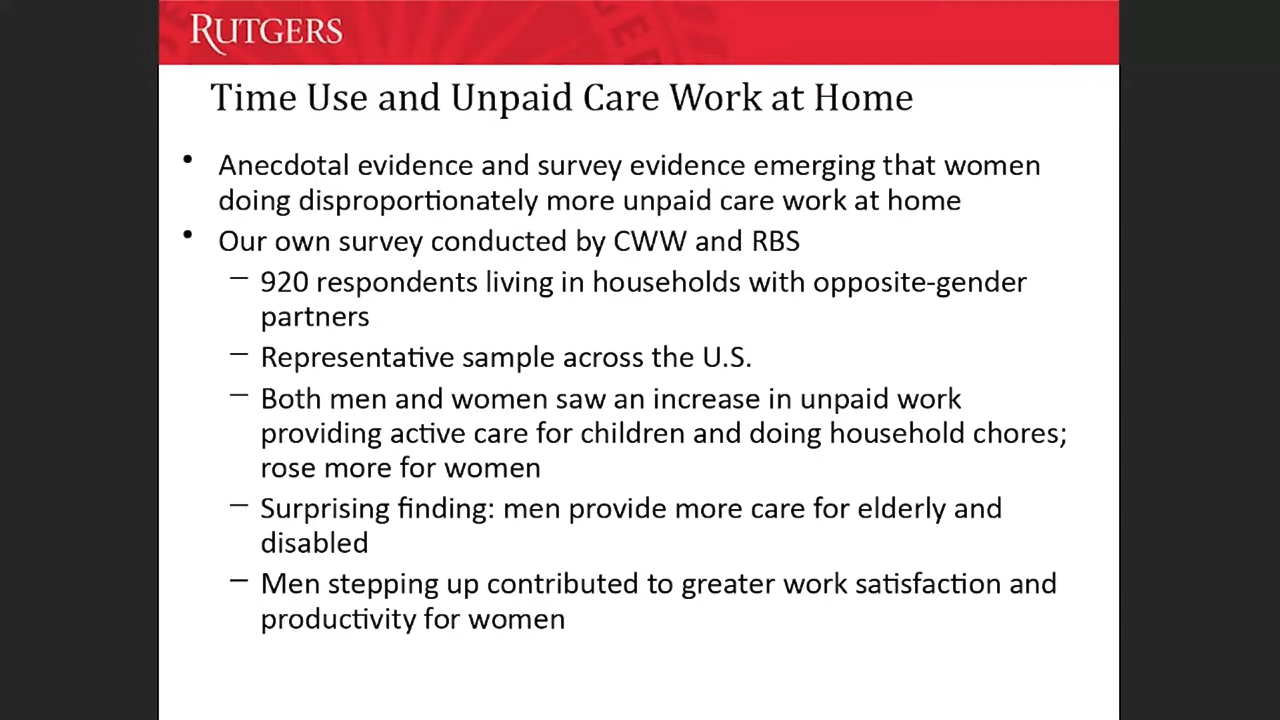 RUTGERS
Time Use and Unpaid Care Work at Home
• Anecdotal evidence and survey evidence emerging that women
doing disproportionately more unpaid care work at home
• Our own survey conducted by CWW and RBS
– 920 respondents living in households with opposite-gender
partners
– Representative sample across the U.S.
– Both men and women saw an increase in unpaid work
providing active care for children and doing household chores;
rose more for women
– Surprising finding: men provide more care for elderly and
disabled
– Men stepping up contributed to greater work satisfaction and
productivity for women